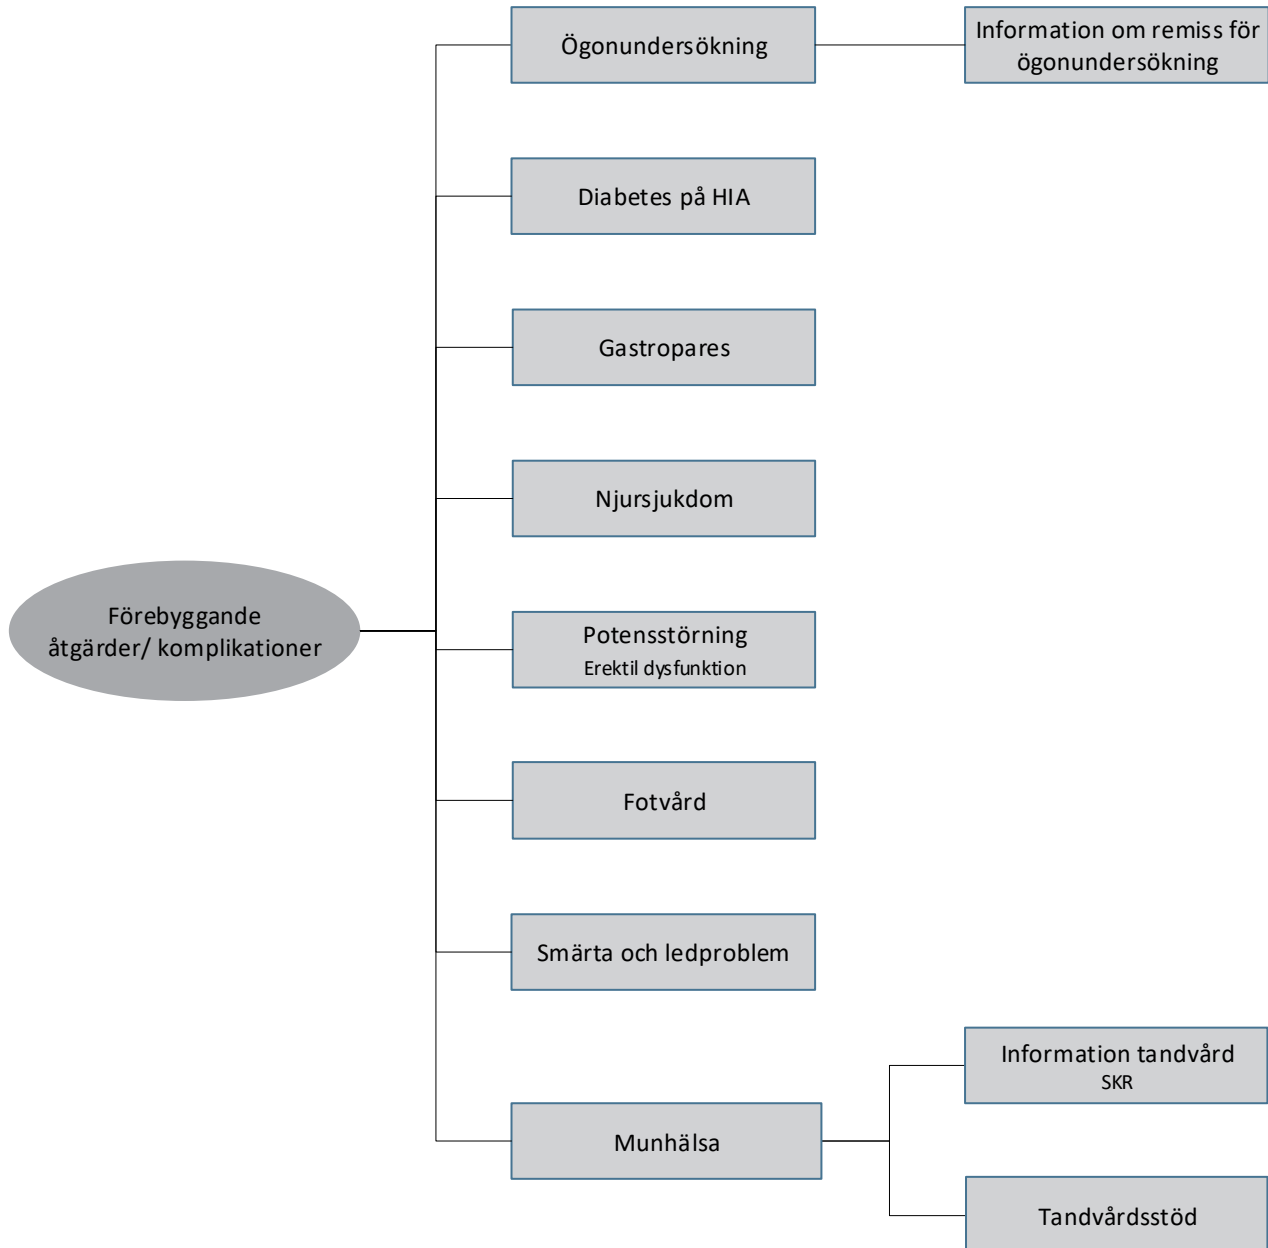 Ögonundersökning
Information om remiss för
ögonundersökning
Diabetes på HIA
Gastropares
Njursjukdom
Förebyggande
åtgärder/ komplikationer
Potensstörning
Erektil dysfunktion
Fotvård
Smärta och ledproblem
Information tandvård
SKR
Munhälsa
Tandvårdsstöd